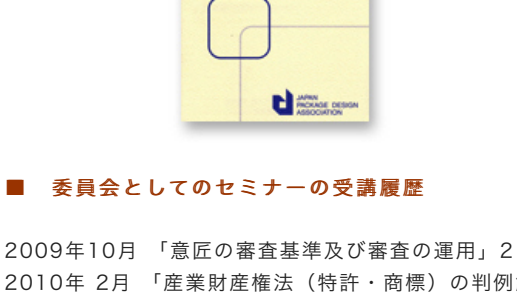 JAPAN
PACKAGE DESIGN
ASSOCIATION
■ 委員会としてのセミナーの受講履歴
2009年10月 「意匠の審査基準及び審査の運用」2
2010年 2月 「産業財産権法（特許・商標）の判例